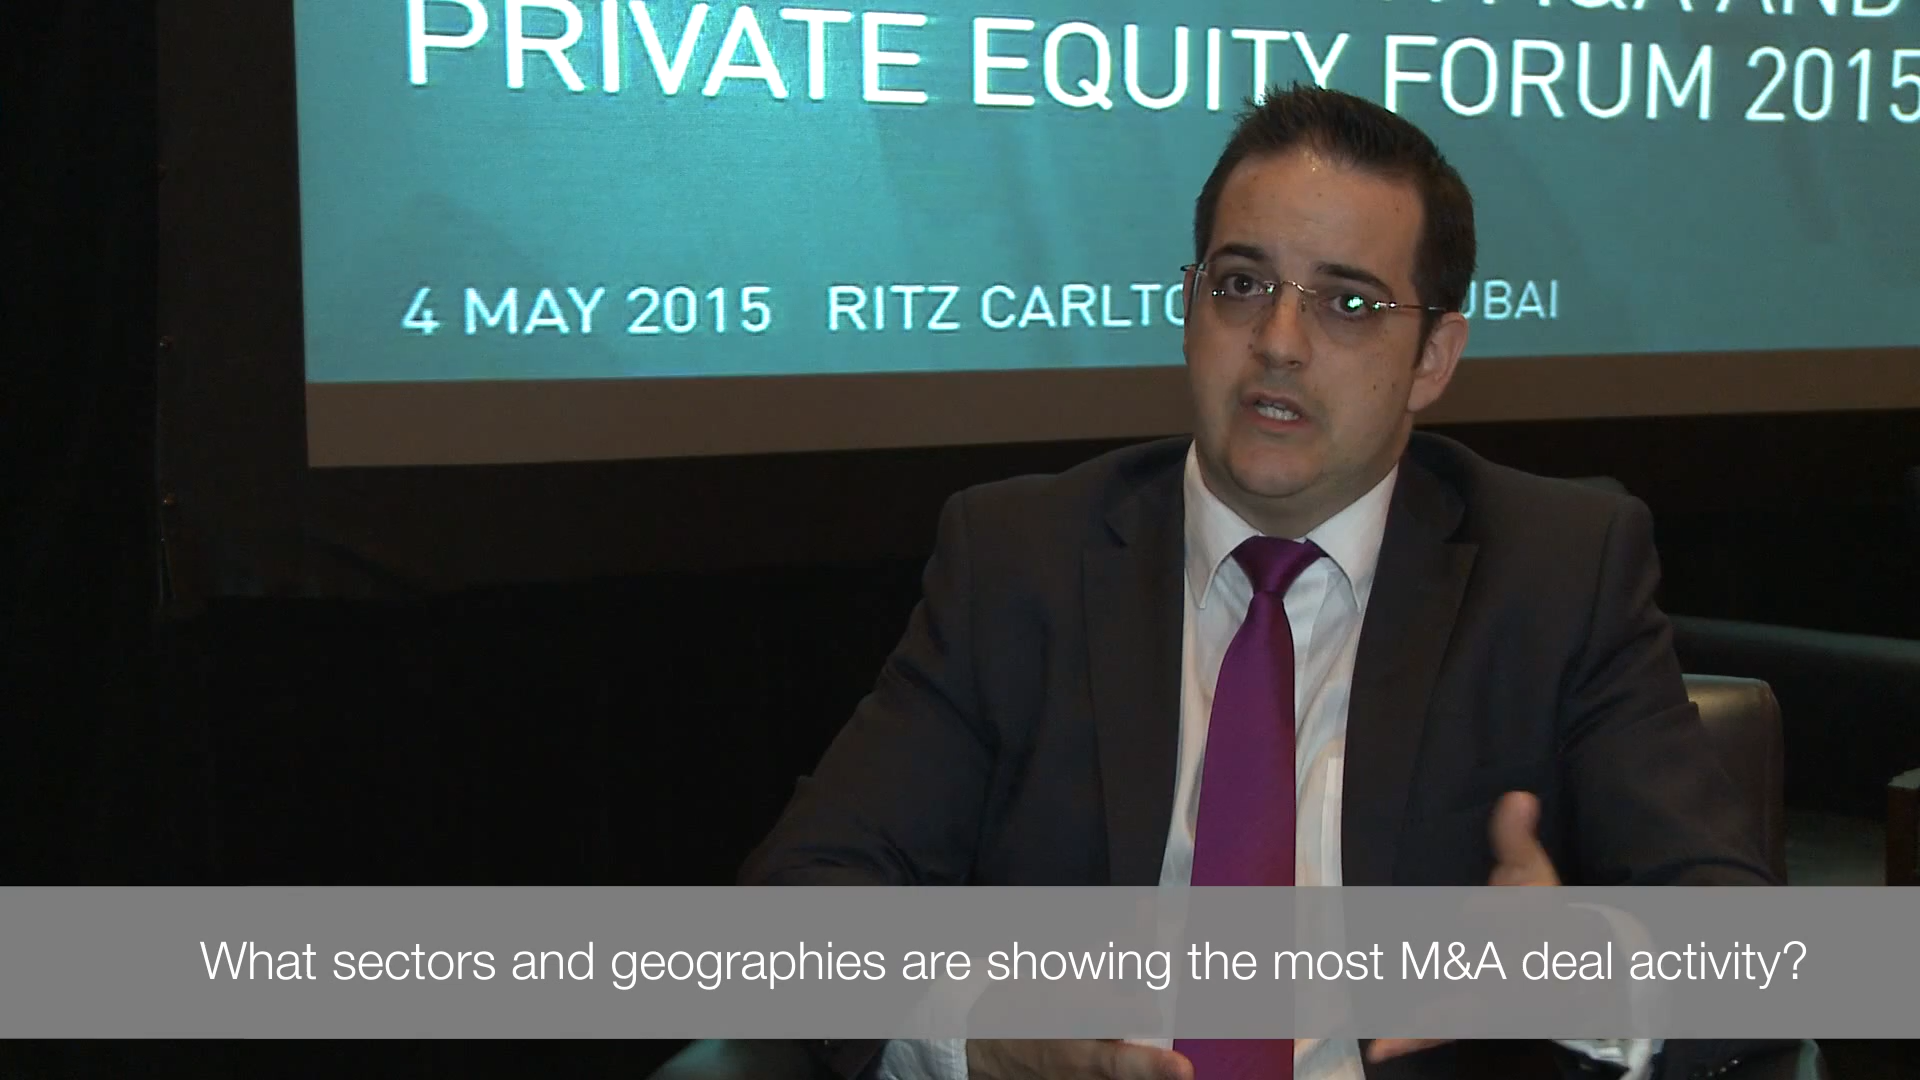 M&A AND
PRIVATE EQUITY FORUM 2015
4 MAY 2015 RITZ CARLTO UBAI
What sectors and geographies are showing the most M&A deal activity?